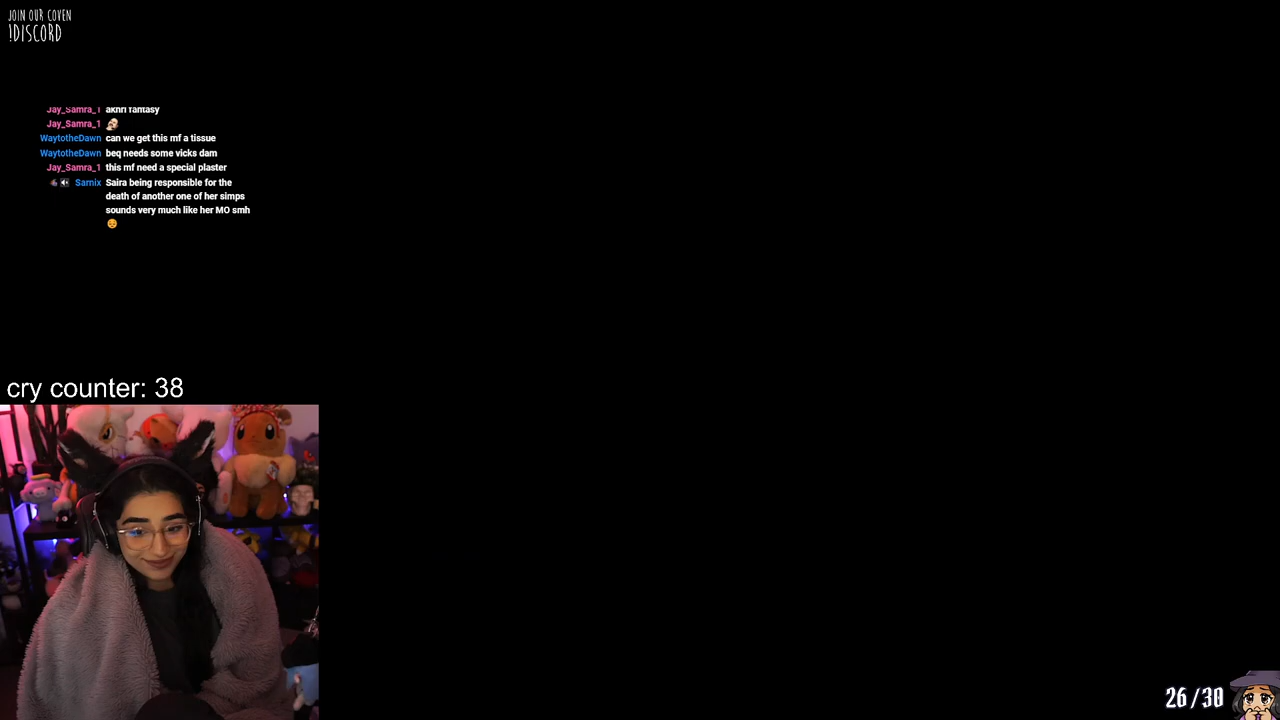 JOIN OUR COVEN
!DISCORD
Jay_Samra_1 akhri fantasy
Jay_Samra_1
WaytotheDawn can we get this mf a tissue
WaytotheDawn beq needs some vicks dam
Jay_Samra_1 this mf need a special plaster
Samix Saira being responsible for the
death of another one of her simps
sounds very much like her MO smh
cry counter: 38
26/30